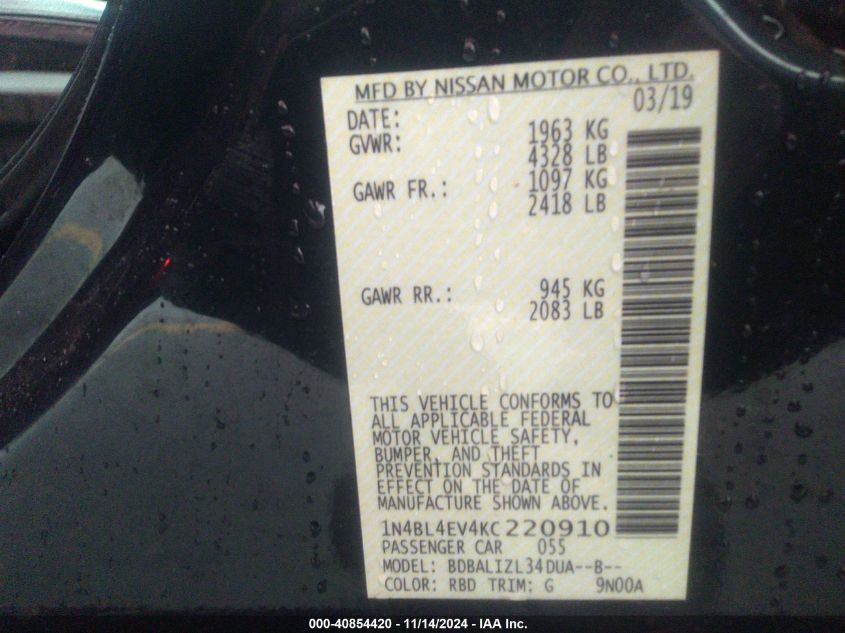 MFD BY NISSAN MOTOR CO., LTD.
DATE: 03/19
GVWR: 1963 KG
4328 LB
GAWR FR.: 1097 KG
2418 LB
GAWR RR.: 945 KG
2083 LB
THIS VEHICLE CONFORMS TO
ALL APPLICABLE FEDERAL
MOTOR VEHICLE SAFETY,
BUMPER, AND THEFT
PREVENTION STANDARDS IN
EFFECT ON THE DATE OF
MANUFACTURE SHOWN ABOVE.
1N4BL4EV4KC220910
PASSENGER CAR 055
MODEL: BDBALIZL34DUA--B--
COLOR: RBD TRIM: G 9N00A
000-40854420 - 11/14/2024 - IAA Inc.